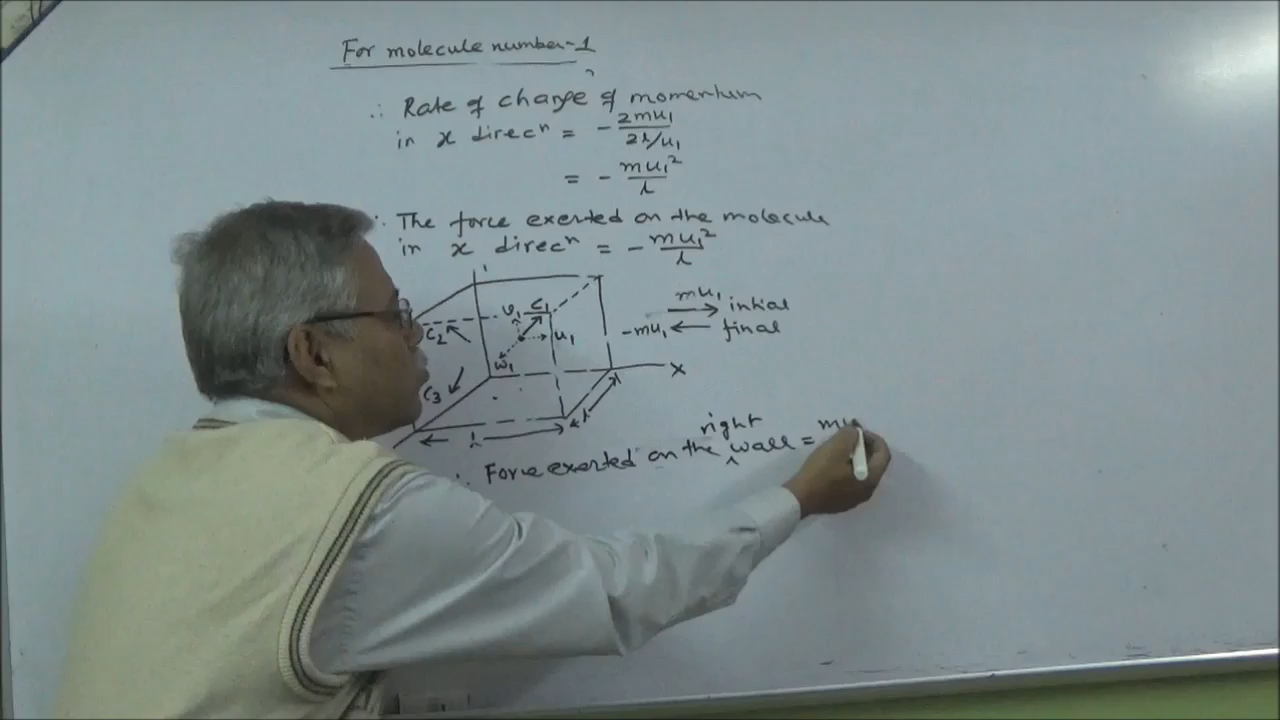 For molecule number-1
∴ Rate of change of momentum
in x direcⁿ = - 2mu₁ / 2l/u₁
= - mu₁² / l
∴ The force exerted on the molecule
in x direcⁿ = - mu₁² / l
v₁ C₁
C₂ u₁
w₁
C₃
X
l
l
mu₁ initial
-mu₁ final
right
∴ Force exerted on the ‸ wall = mu